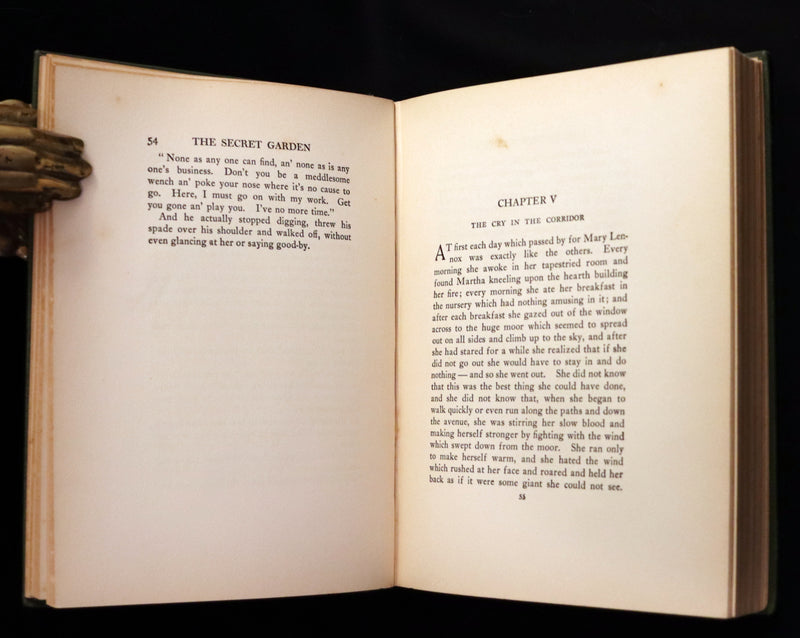 54 THE SECRET GARDEN
" None as any one can find, an' none as is any
one's business. Don't you be a meddlesome
wench an' poke your nose where it's no cause to
go. Here, I must go on with my work. Get
you gone an' play you. I've no more time."
And he actually stopped digging, threw his
spade over his shoulder and walked off, without
even glancing at her or saying good-by.
CHAPTER V
THE CRY IN THE CORRIDOR
AT first each day which passed by for Mary Len-
nox was exactly like the others. Every
morning she awoke in her tapestried room and
found Martha kneeling upon the hearth building
her fire; every morning she ate her breakfast in
the nursery which had nothing amusing in it; and
after each breakfast she gazed out of the window
across to the huge moor which seemed to spread
out on all sides and climb up to the sky, and after
she had stared for a while she realized that if she
did not go out she would have to stay in and do
nothing — and so she went out. She did not know
that this was the best thing she could have done,
and she did not know that, when she began to
walk quickly or even run along the paths and down
the avenue, she was stirring her slow blood and
making herself stronger by fighting with the wind
which swept down from the moor. She ran only
to make herself warm, and she hated the wind
which rushed at her face and roared and held her
back as if it were some giant she could not see.
55